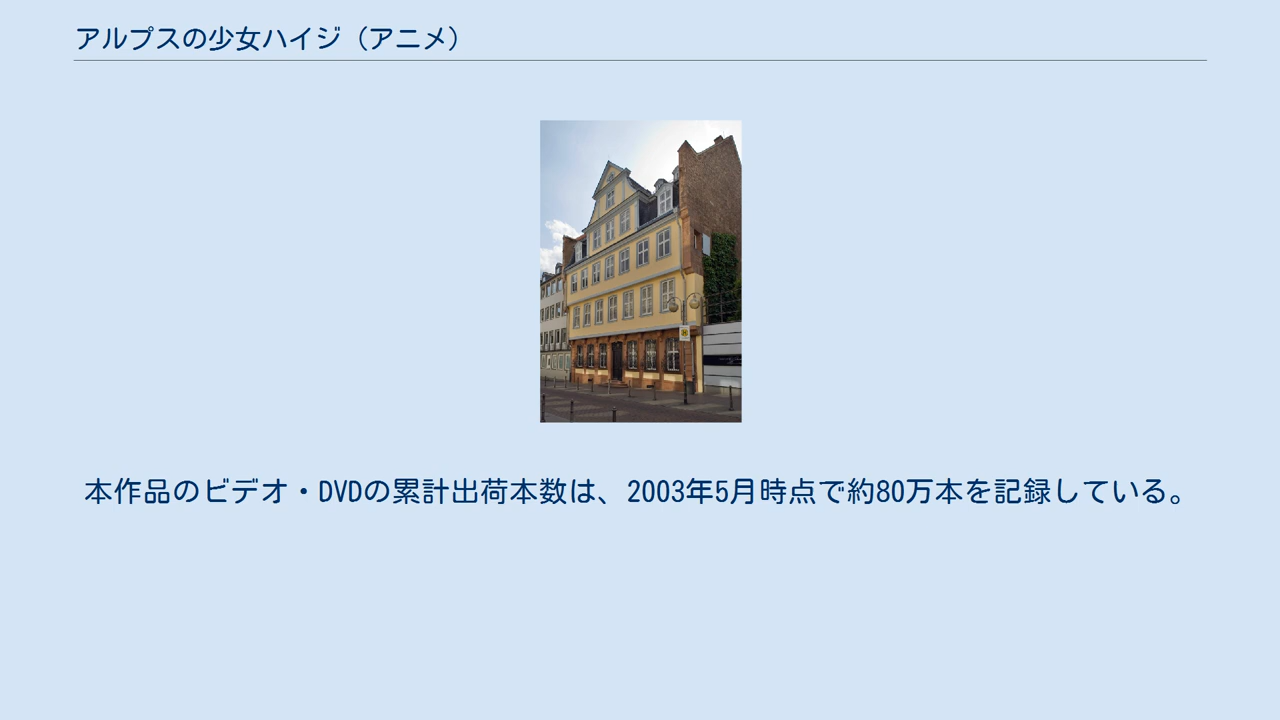 アルプスの少女ハイジ（アニメ）
本作品のビデオ・DVDの累計出荷本数は、2003年5月時点で約80万本を記録している。